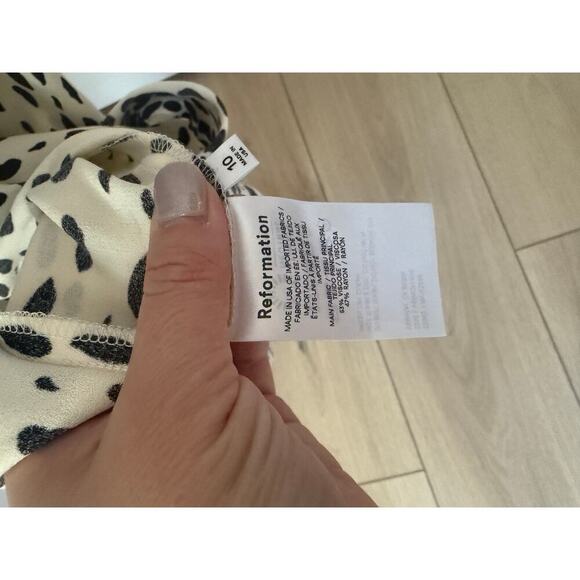 10
MADE IN
USA
Reformation
MADE IN USA OF IMPORTED FABRICS /
FABRICADO EN EE. UU. DE TEJIDO
IMPORTADO / FABRIQUÉ AUX
ÉTATS-UNIS À PARTIR DE TISSU
IMPORTÉ
MAIN FABRIC / TISSU PRINCIPAL /
TEJIDO PRINCIPAL
53% VISCOSE / VISCOSA
47% RAYON / RAYÓN